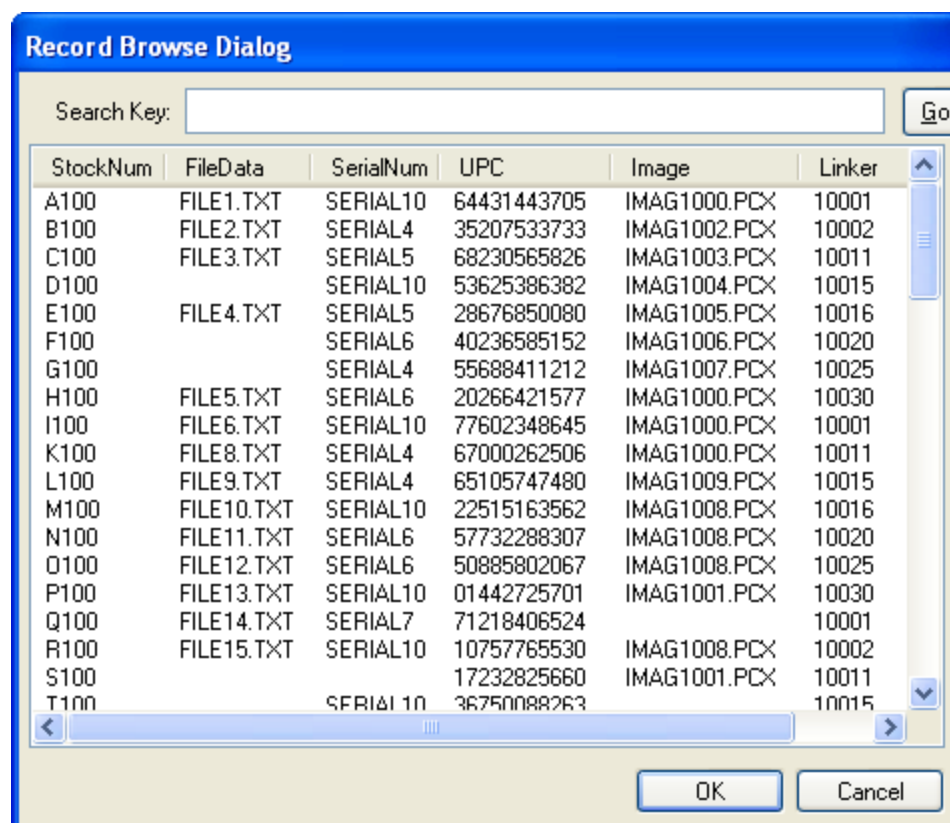 Record Browse Dialog
Search Key: Go
StockNum FileData SerialNum UPC Image Linker
A100 FILE1.TXT SERIAL10 64431443705 IMAG1000.PCX 10001
B100 FILE2.TXT SERIAL4 35207533733 IMAG1002.PCX 10002
C100 FILE3.TXT SERIAL5 68230565826 IMAG1003.PCX 10011
D100 SERIAL10 53625386382 IMAG1004.PCX 10015
E100 FILE4.TXT SERIAL5 28676850080 IMAG1005.PCX 10016
F100 SERIAL6 40236585152 IMAG1006.PCX 10020
G100 SERIAL4 55688411212 IMAG1007.PCX 10025
H100 FILE5.TXT SERIAL6 20266421577 IMAG1000.PCX 10030
I100 FILE6.TXT SERIAL10 77602348645 IMAG1000.PCX 10001
K100 FILE8.TXT SERIAL4 67000262506 IMAG1000.PCX 10011
L100 FILE9.TXT SERIAL4 65105747480 IMAG1009.PCX 10015
M100 FILE10.TXT SERIAL10 22515163562 IMAG1008.PCX 10016
N100 FILE11.TXT SERIAL6 57732288307 IMAG1008.PCX 10020
O100 FILE12.TXT SERIAL6 50885802067 IMAG1008.PCX 10025
P100 FILE13.TXT SERIAL10 01442725701 IMAG1001.PCX 10030
Q100 FILE14.TXT SERIAL7 71218406524 10001
R100 FILE15.TXT SERIAL10 10757765530 IMAG1008.PCX 10002
S100 17232825660 IMAG1001.PCX 10011
T100 SERIAL10 36750088263 10015
OK Cancel